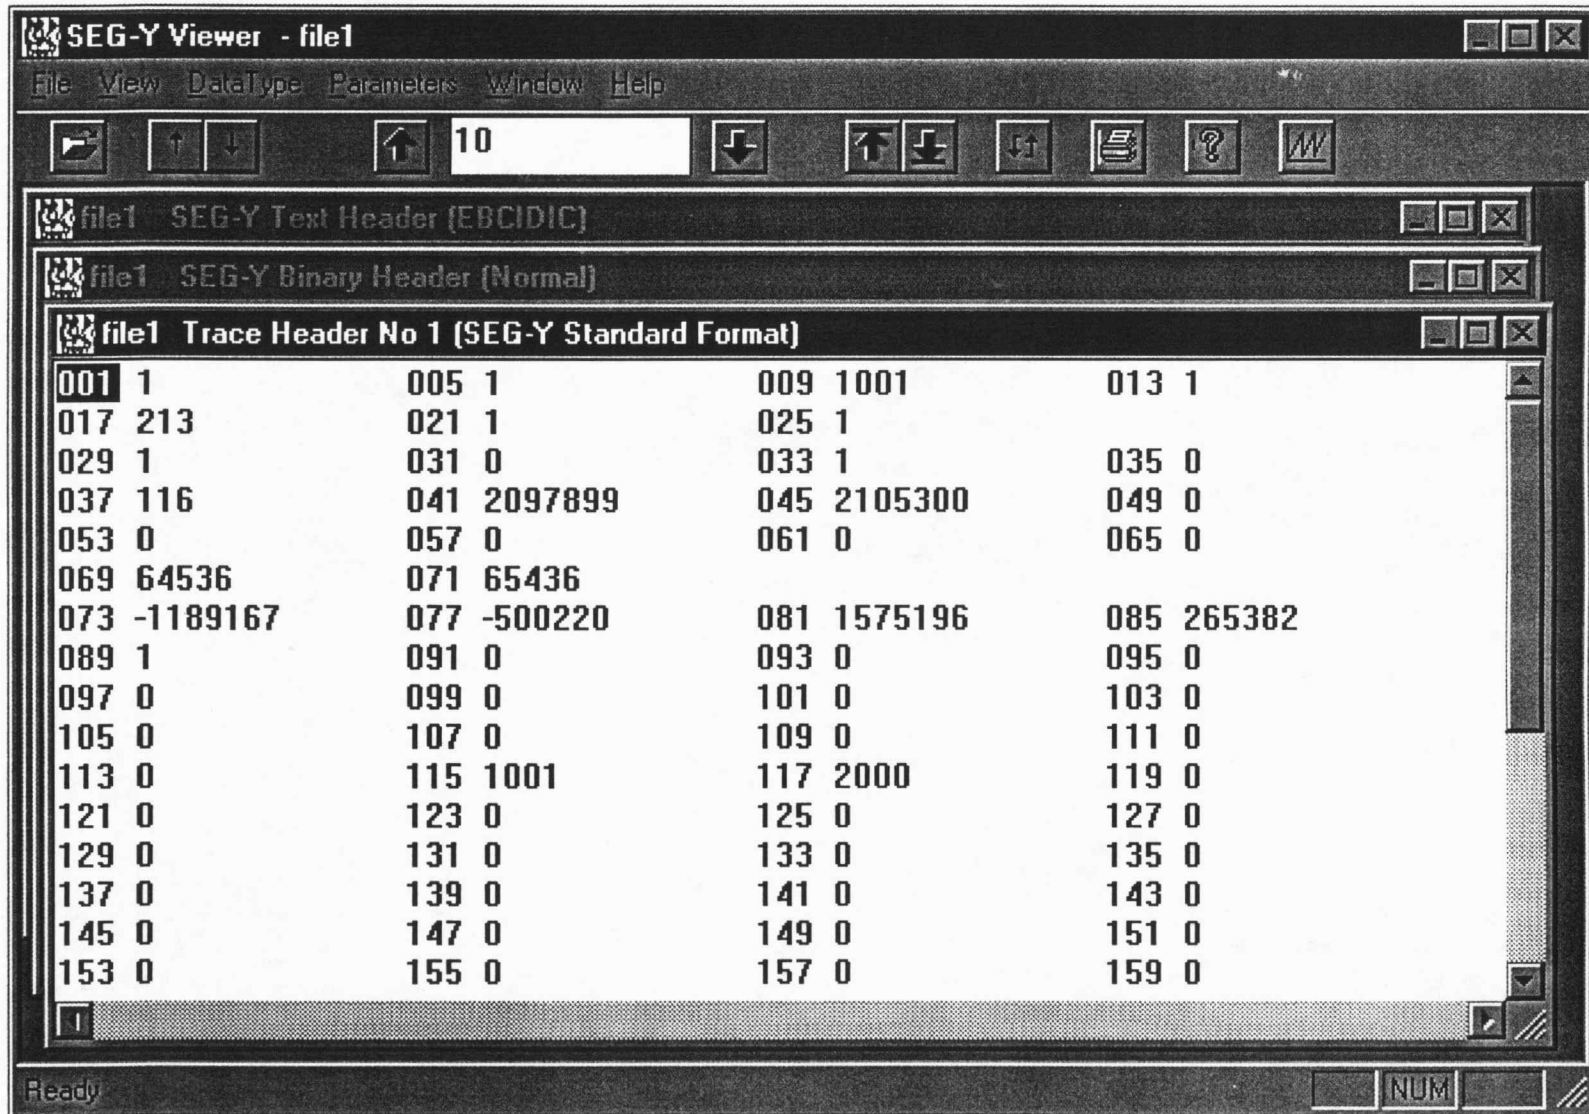 SEG-Y Viewer - file1
File View DataType Parameters Window Help
10
file1 SEG-Y Text Header (EBCIDIC)
file1 SEG-Y Binary Header (Normal)
file1 Trace Header No 1 (SEG-Y Standard Format)
001 1 005 1 009 1001 013 1
017 213 021 1 025 1
029 1 031 0 033 1 035 0
037 116 041 2097899 045 2105300 049 0
053 0 057 0 061 0 065 0
069 64536 071 65436
073 -1189167 077 -500220 081 1575196 085 265382
089 1 091 0 093 0 095 0
097 0 099 0 101 0 103 0
105 0 107 0 109 0 111 0
113 0 115 1001 117 2000 119 0
121 0 123 0 125 0 127 0
129 0 131 0 133 0 135 0
137 0 139 0 141 0 143 0
145 0 147 0 149 0 151 0
153 0 155 0 157 0 159 0
Ready NUM